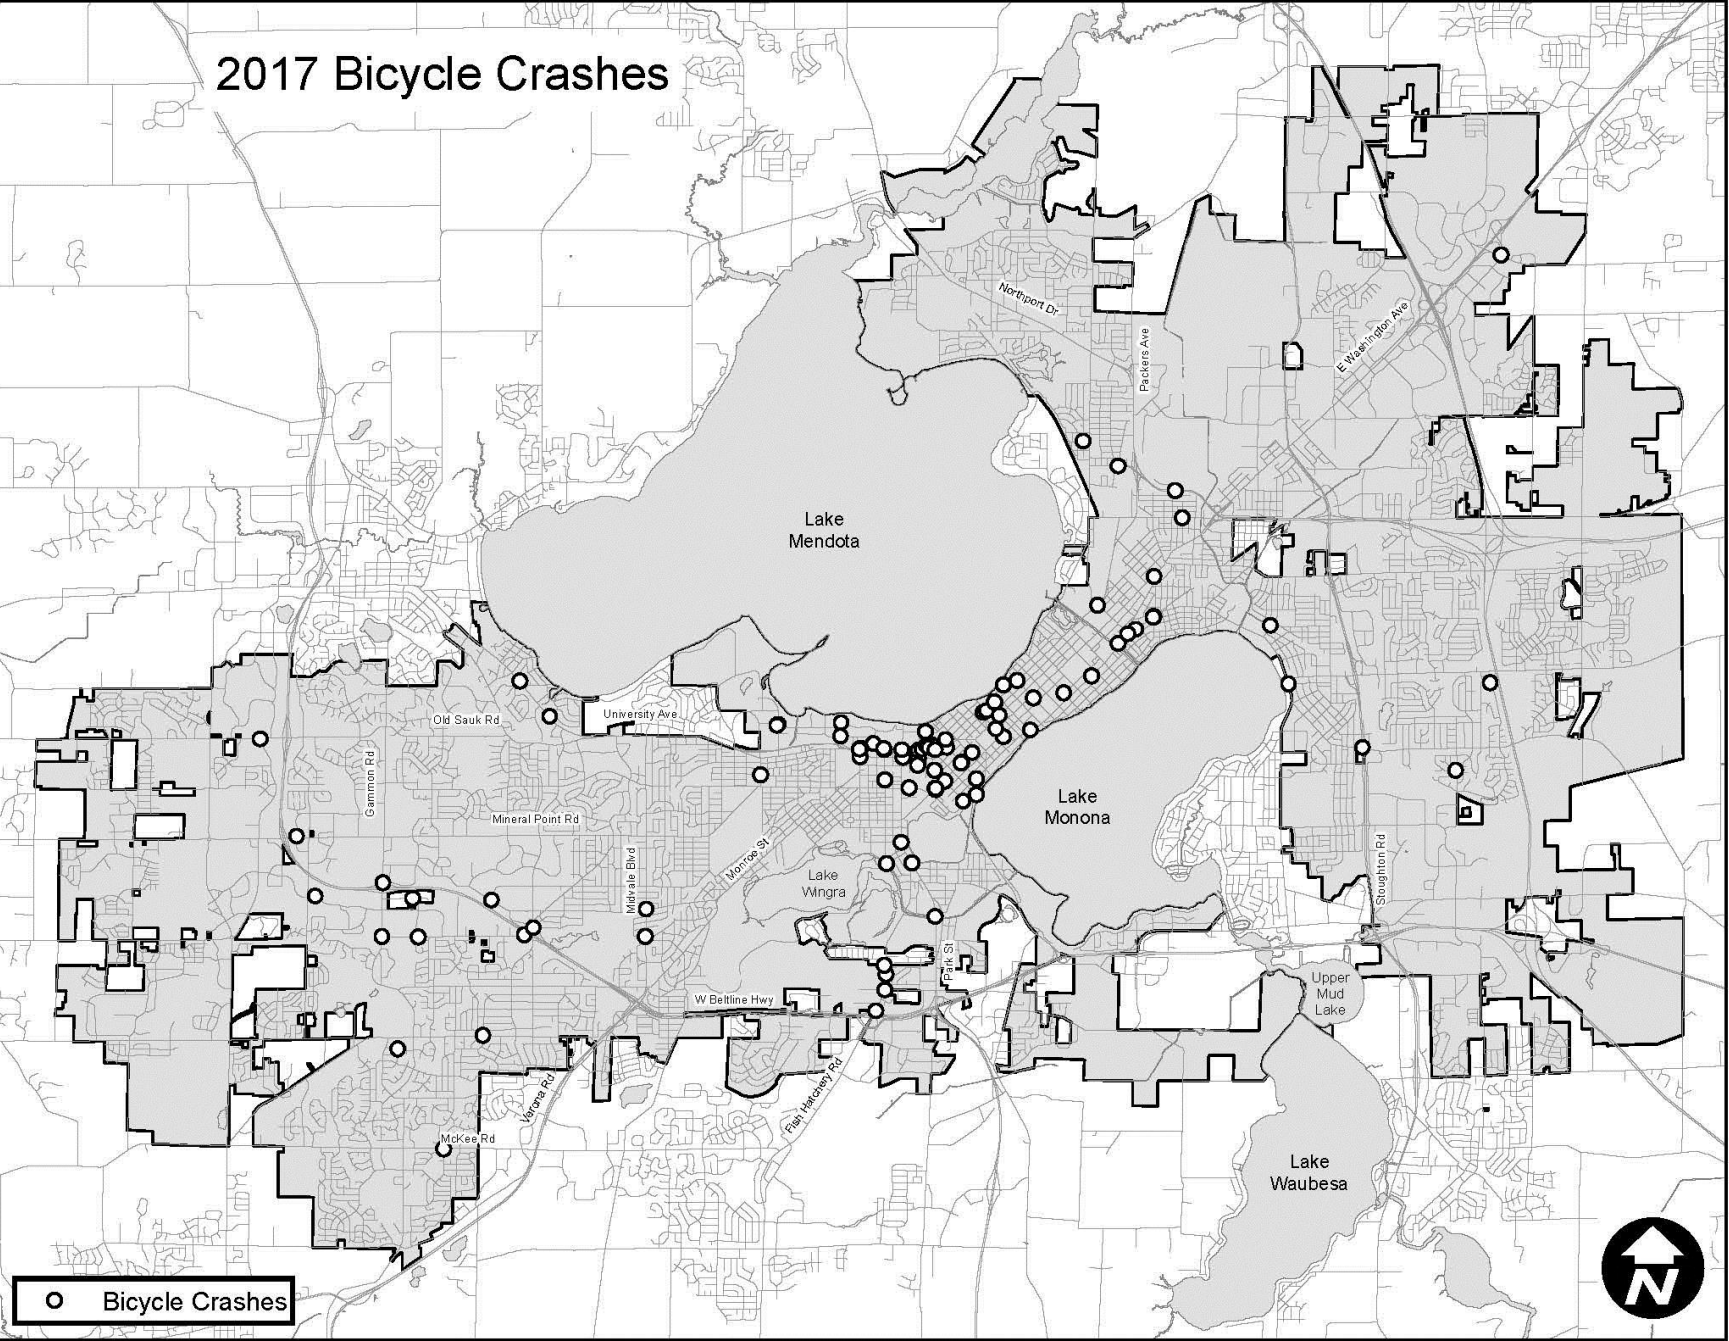 2017 Bicycle Crashes
Northport Dr
Packers Ave
E Washington Ave
Lake
Mendota
Old Sauk Rd
University Ave
Gammon Rd
Mineral Point Rd
Midvale Blvd
Monroe St
Lake
Wingra
Lake
Monona
Stoughton Rd
Park St
W Beltline Hwy
Upper
Mud
Lake
Verona Rd
Fish Hatchery Rd
McKee Rd
Lake
Waubesa
N
Bicycle Crashes